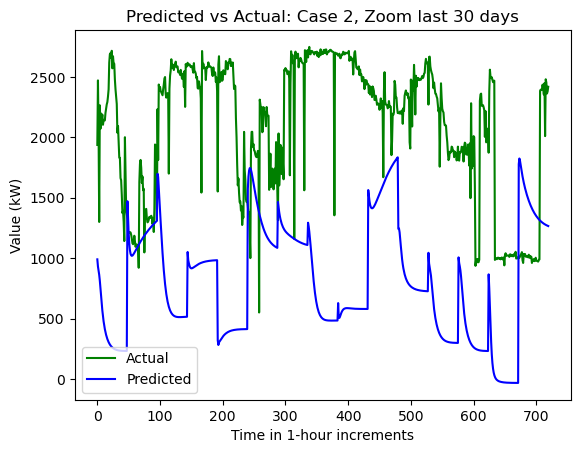 Predicted vs Actual: Case 2, Zoom last 30 days
Value (kW)
2500
2000
1500
1000
500
0
Actual
Predicted
0 100 200 300 400 500 600 700
Time in 1-hour increments